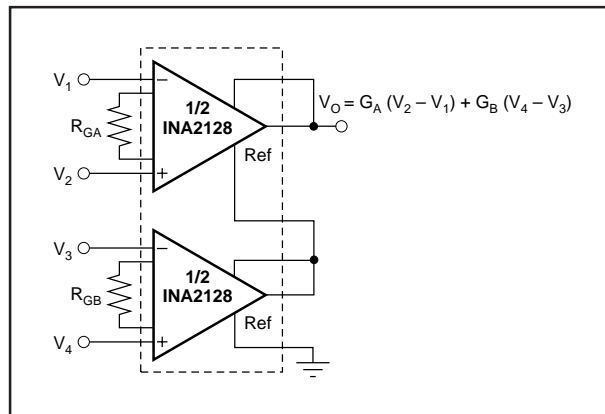 V1
−
1/2
INA2128
RGA
VO = GA (V2 – V1) + GB (V4 – V3)
Ref
V2
+
V3
−
1/2
INA2128
RGB
Ref
V4
+